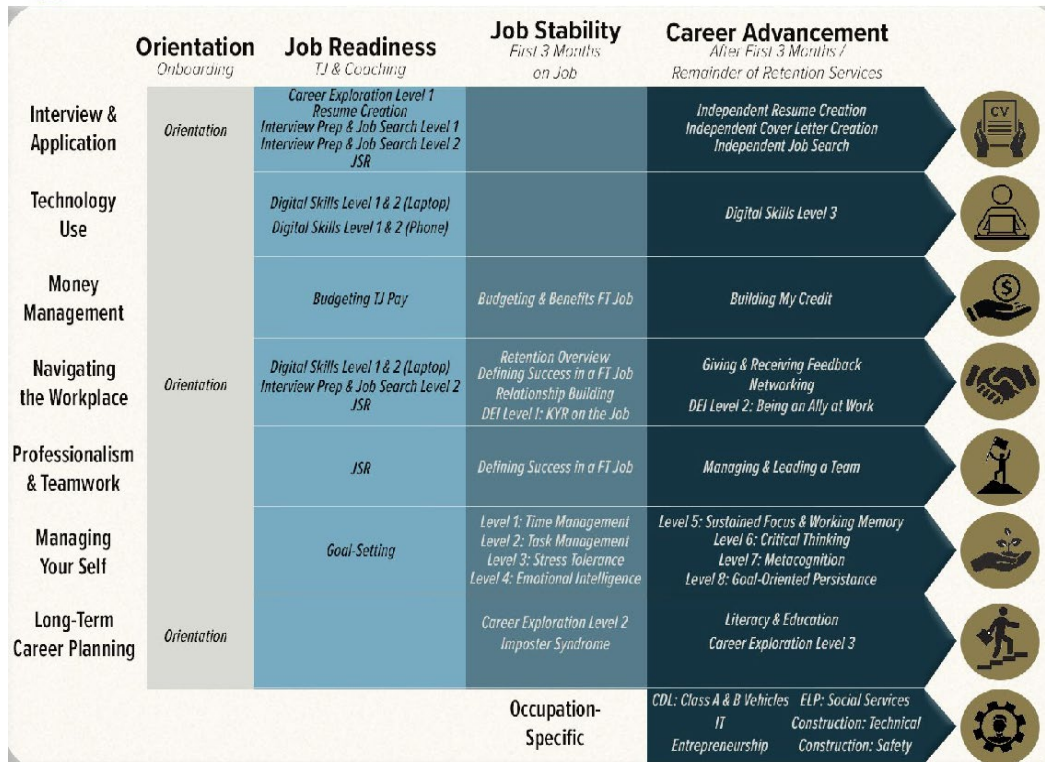 Orientation
Onboarding
Job Readiness
TJ & Coaching
Job Stability
First 3 Months
on Job
Career Advancement
After First 3 Months /
Remainder of Retention Services
Interview &
Application
Orientation
Career Exploration Level 1
Resume Creation
Interview Prep & Job Search Level 1
Interview Prep & Job Search Level 2
JSR
Independent Resume Creation
Independent Cover Letter Creation
Independent Job Search
CV
Technology
Use
Digital Skills Level 1 & 2 (Laptop)
Digital Skills Level 1 & 2 (Phone)
Digital Skills Level 3
Money
Management
Budgeting TJ Pay
Budgeting & Benefits FT Job
Building My Credit
$
Navigating
the Workplace
Orientation
Digital Skills Level 1 & 2 (Laptop)
Interview Prep & Job Search Level 2
JSR
Retention Overview
Defining Success in a FT Job
Relationship Building
DEI Level I: KYR on the Job
Giving & Receiving Feedback
Networking
DEI Level 2: Being an Ally at Work
Professionalism
& Teamwork
JSR
Defining Success in a FT Job
Managing & Leading a Team
Managing
Your Self
Goal-Setting
Level 1: Time Management
Level 2: Task Management
Level 3: Stress Tolerance
Level 4: Emotional Intelligence
Level 5: Sustained Focus & Working Memory
Level 6: Critical Thinking
Level 7: Metacognition
Level 8: Goal-Oriented Persistance
Long-Term
Career Planning
Orientation
Career Exploration Level 2
Imposter Syndrome
Literacy & Education
Career Exploration Level 3
Occupation-
Specific
CDL: Class A & B Vehicles
ELP: Social Services
IT
Construction: Technical
Entrepreneurship
Construction: Safety